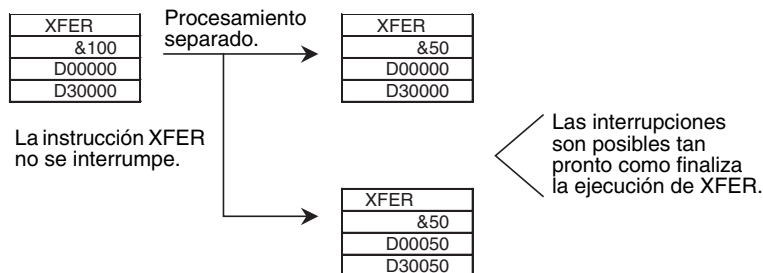 XFER
&100
D00000
D30000
Procesamiento
separado.
XFER
&50
D00000
D30000
La instrucción XFER
no se interrumpe.
Las interrupciones
son posibles tan
pronto como finaliza
la ejecución de XFER.
XFER
&50
D00050
D30050